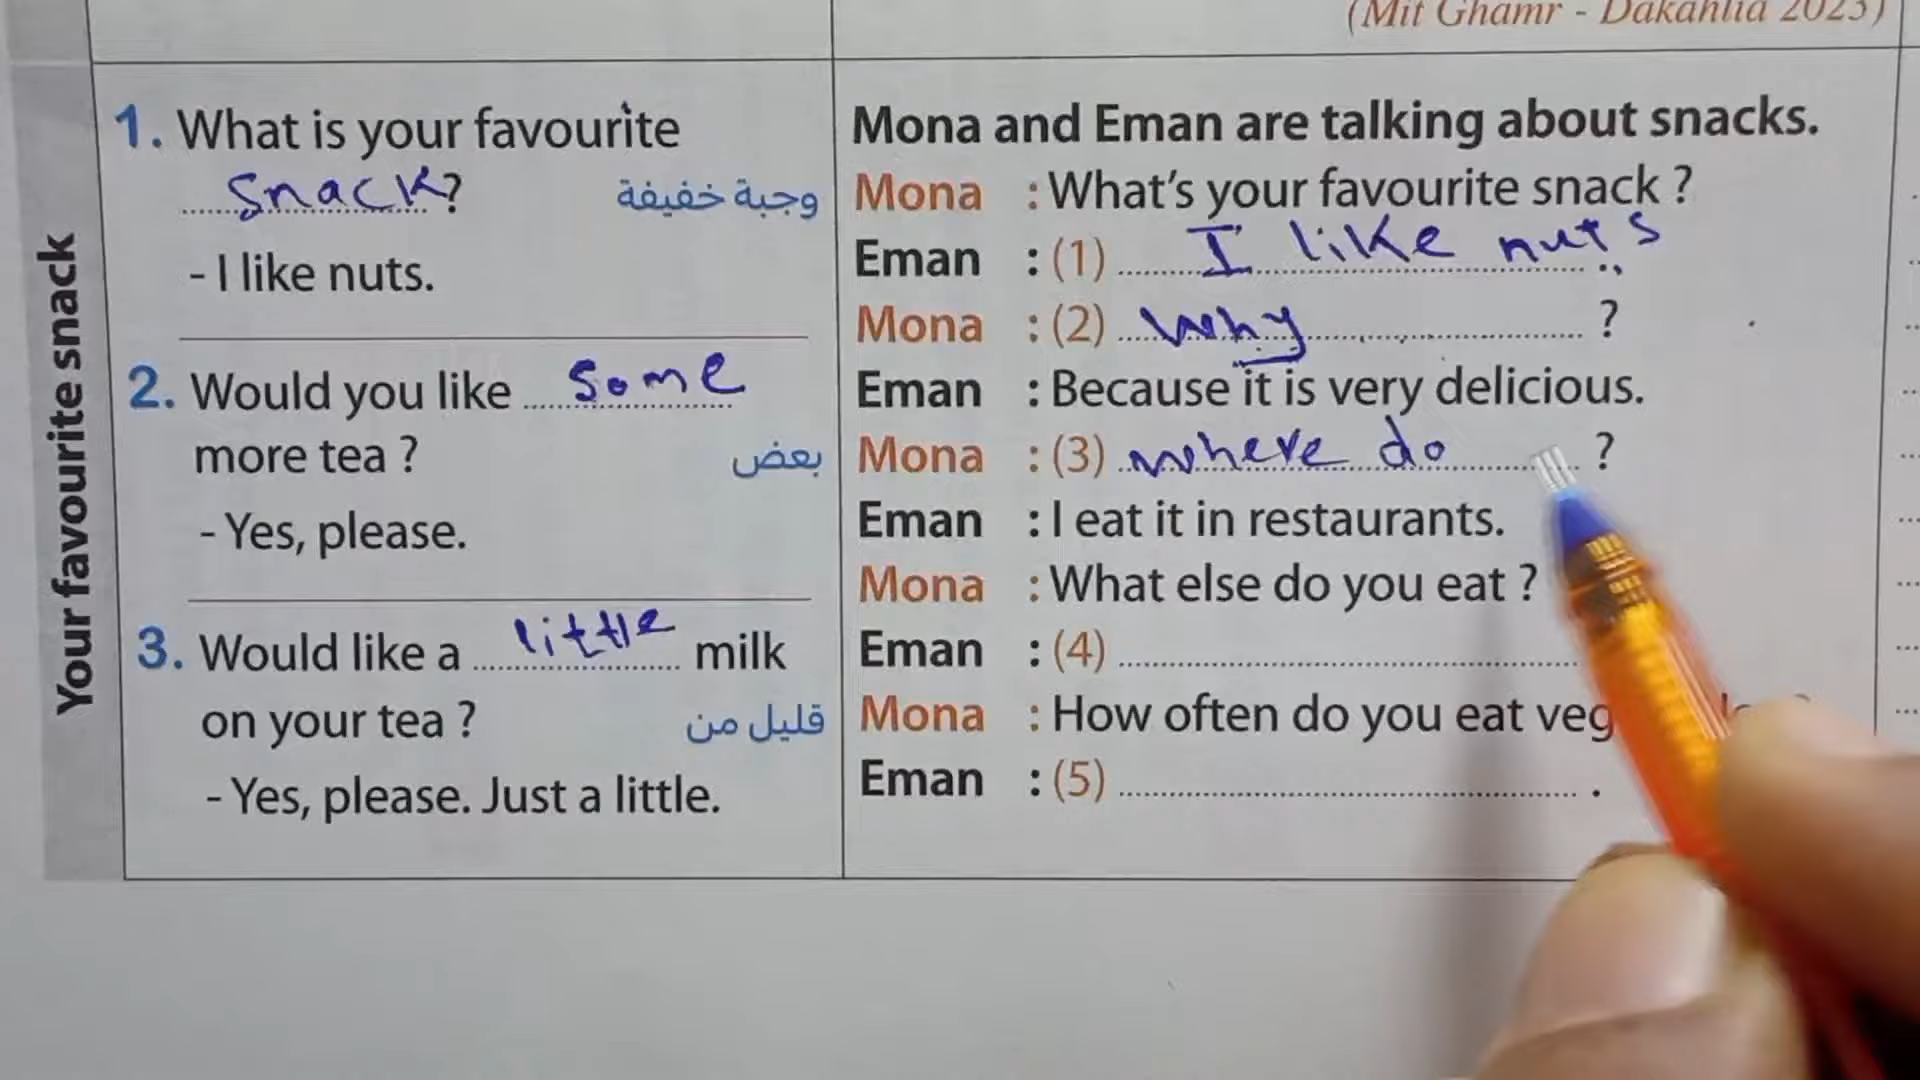 (Mit Ghamr - Dakahlia 2023)
Your favourite snack
1. What is your favourite
snack? وجبة خفيفة
- I like nuts.
2. Would you like some
more tea ? بعض
- Yes, please.
3. Would like a little milk
on your tea ? قليل من
- Yes, please. Just a little.
Mona and Eman are talking about snacks.
Mona : What's your favourite snack ?
Eman : (1) I like nuts
Mona : (2) Why ?
Eman : Because it is very delicious.
Mona : (3) where do ?
Eman : I eat it in restaurants.
Mona : What else do you eat ?
Eman : (4)
Mona : How often do you eat
Eman : (5) .